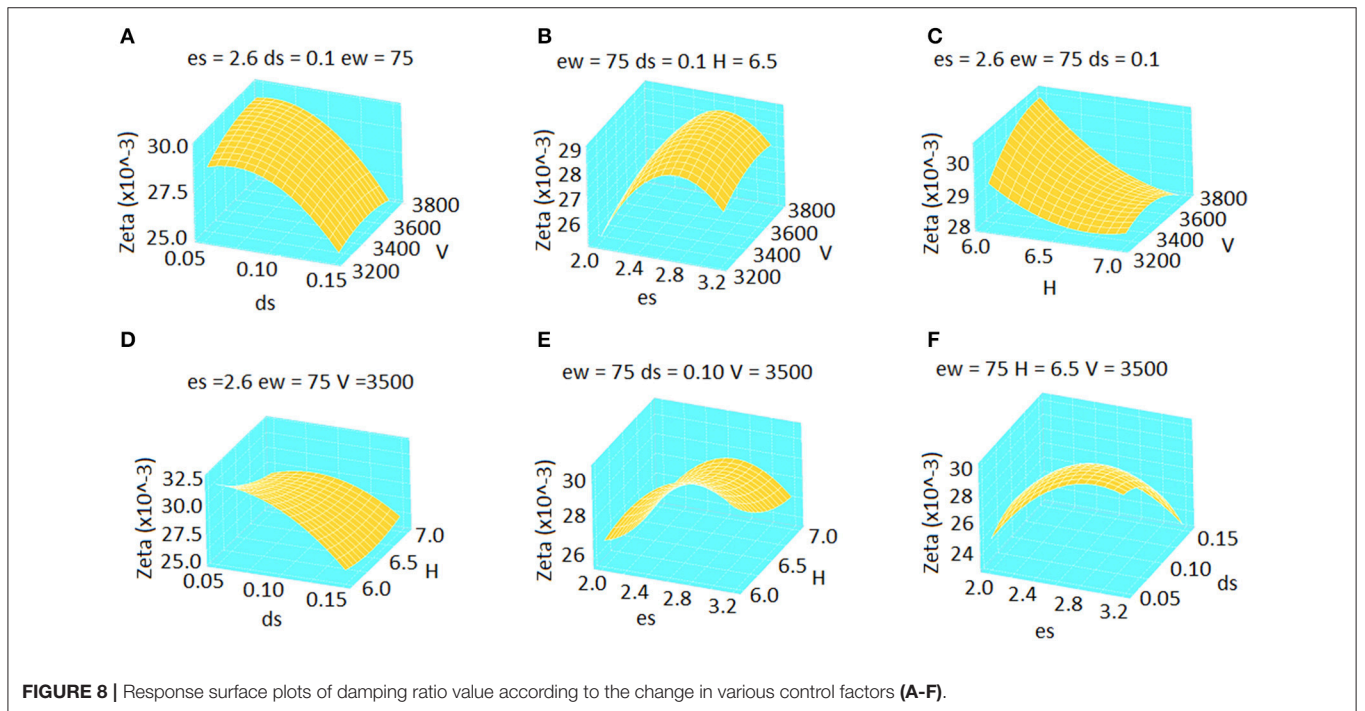 A
es = 2.6 ds = 0.1 ew = 75
Zeta (x10^-3)
30.0
27.5
25.0
0.05
0.10
0.15
ds
3200
3400
3600
3800
V
B
ew = 75 ds = 0.1 H = 6.5
Zeta (x10^-3)
29
28
27
26
2.0
2.4
2.8
3.2
es
3200
3400
3600
3800
V
C
es = 2.6 ew = 75 ds = 0.1
Zeta (x10^-3)
30
29
28
6.0
6.5
7.0
H
3200
3400
3600
3800
V
D
es =2.6 ew = 75 V =3500
Zeta (x10^-3)
32.5
30.0
27.5
25.0
0.05
0.10
0.15
ds
6.0
6.5
7.0
H
E
ew = 75 ds = 0.10 V = 3500
Zeta (x10^-3)
30
28
26
2.0
2.4
2.8
3.2
es
6.0
6.5
7.0
H
F
ew = 75 H = 6.5 V = 3500
Zeta (x10^-3)
30
28
26
24
2.0
2.4
2.8
3.2
es
0.05
0.10
0.15
ds
FIGURE 8 | Response surface plots of damping ratio value according to the change in various control factors (A-F).